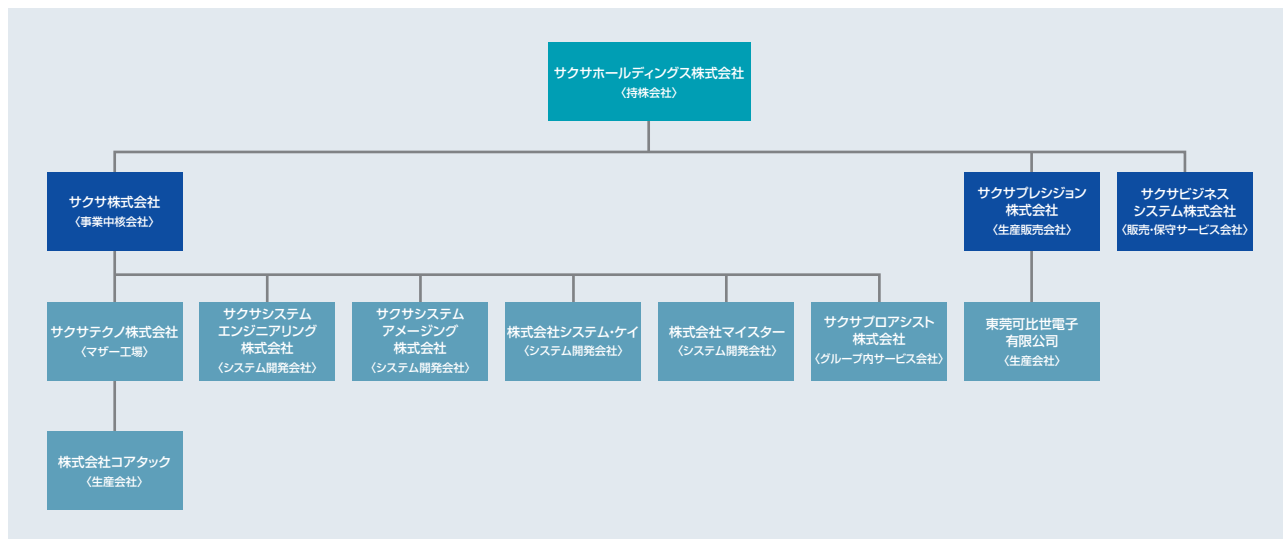 サクサホールディングス株式会社
〈持株会社〉
サクサ株式会社
〈事業中核会社〉
サクサプレシジョン
株式会社
〈生産販売会社〉
サクサビジネス
システム株式会社
〈販売・保守サービス会社〉
サクサテクノ株式会社
〈マザー工場〉
サクサシステム
エンジニアリング
株式会社
〈システム開発会社〉
サクサシステム
アメージング
株式会社
〈システム開発会社〉
株式会社システム・ケイ
〈システム開発会社〉
株式会社マイスター
〈システム開発会社〉
サクサプロアシスト
株式会社
〈グループ内サービス会社〉
東莞可比世電子
有限公司
〈生産会社〉
株式会社コアタック
〈生産会社〉